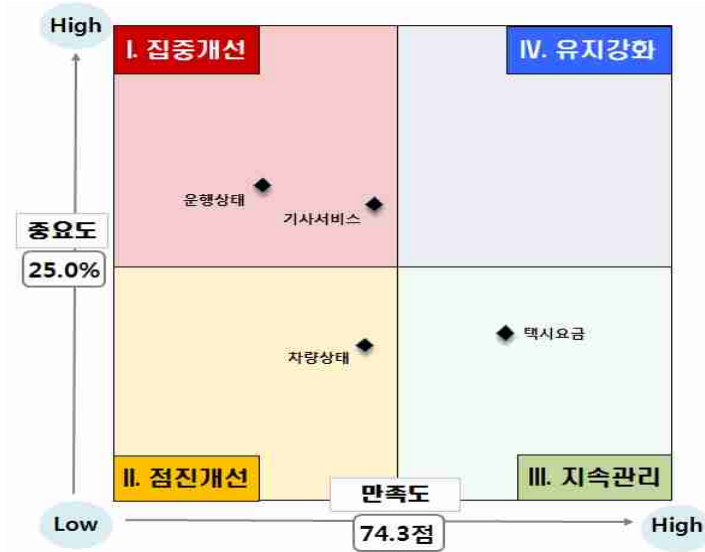 High
I. 집중개선
IV. 유지강화
운행상태
기사서비스
중요도
25.0%
차량상태
택시요금
II. 점진개선
III. 지속관리
만족도
Low
74.3점
High